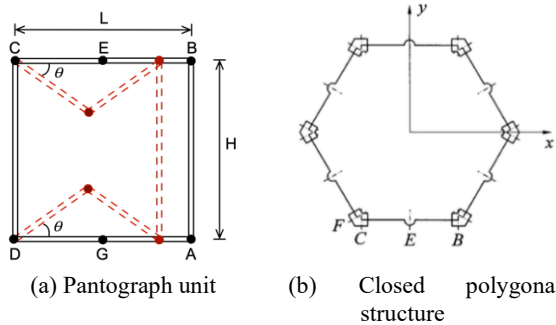 L
C E B
θ
H
θ
D G A
(a) Pantograph unit
y
x
F
C E B
(b) Closed polygona
structure